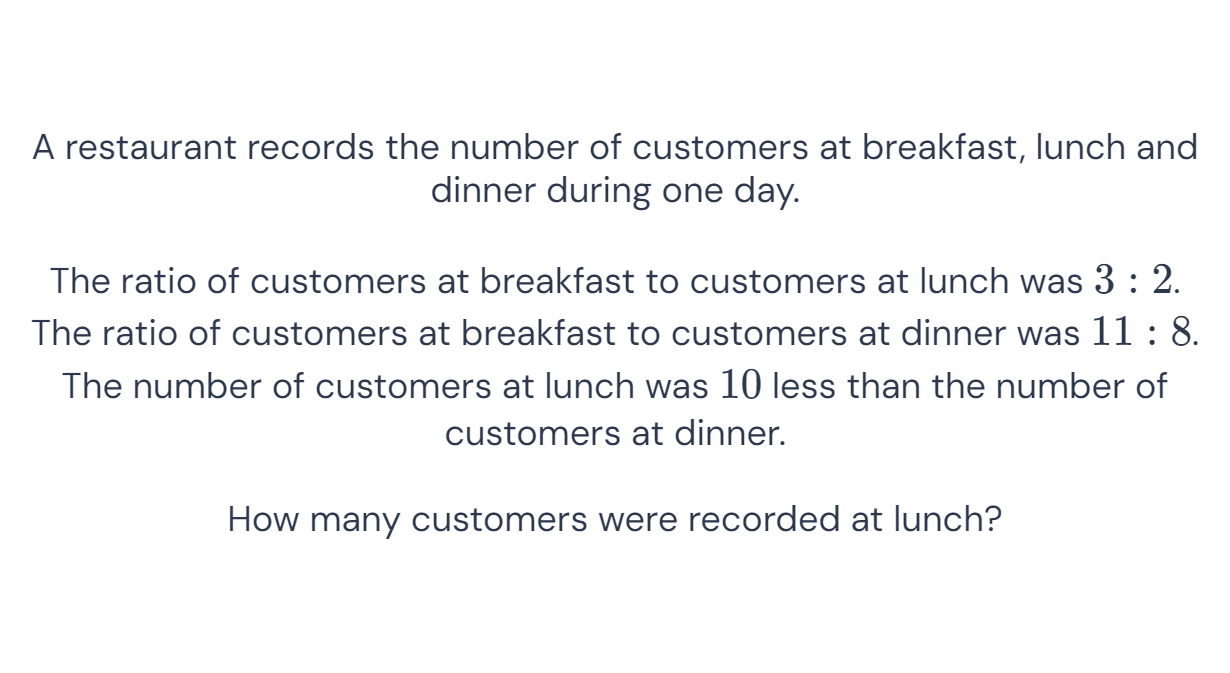 A restaurant records the number of customers at breakfast, lunch and
dinner during one day.
The ratio of customers at breakfast to customers at lunch was 3 : 2.
The ratio of customers at breakfast to customers at dinner was 11 : 8.
The number of customers at lunch was 10 less than the number of
customers at dinner.
How many customers were recorded at lunch?